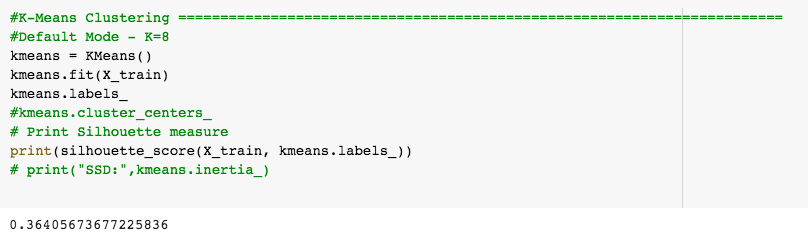 #K-Means Clustering ========================================================================
#Default Mode - K=8
kmeans = KMeans()
kmeans.fit(X_train)
kmeans.labels_
#kmeans.cluster_centers_
# Print Silhouette measure
print(silhouette_score(X_train, kmeans.labels_))
# print("SSD:",kmeans.inertia_)
0.36405673677225836